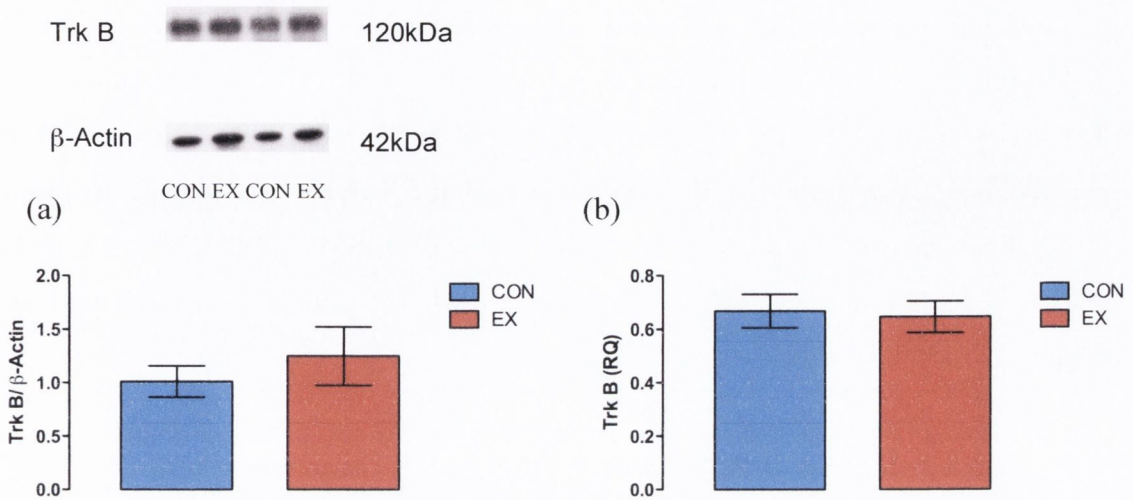 Trk B 120kDa
β-Actin 42kDa
CON EX CON EX
(a)
(b)
2.0
1.5
1.0
0.5
0.0
Trk B/ β-Actin
CON
EX
0.8
0.6
0.4
0.2
0.0
Trk B (RQ)
CON
EX